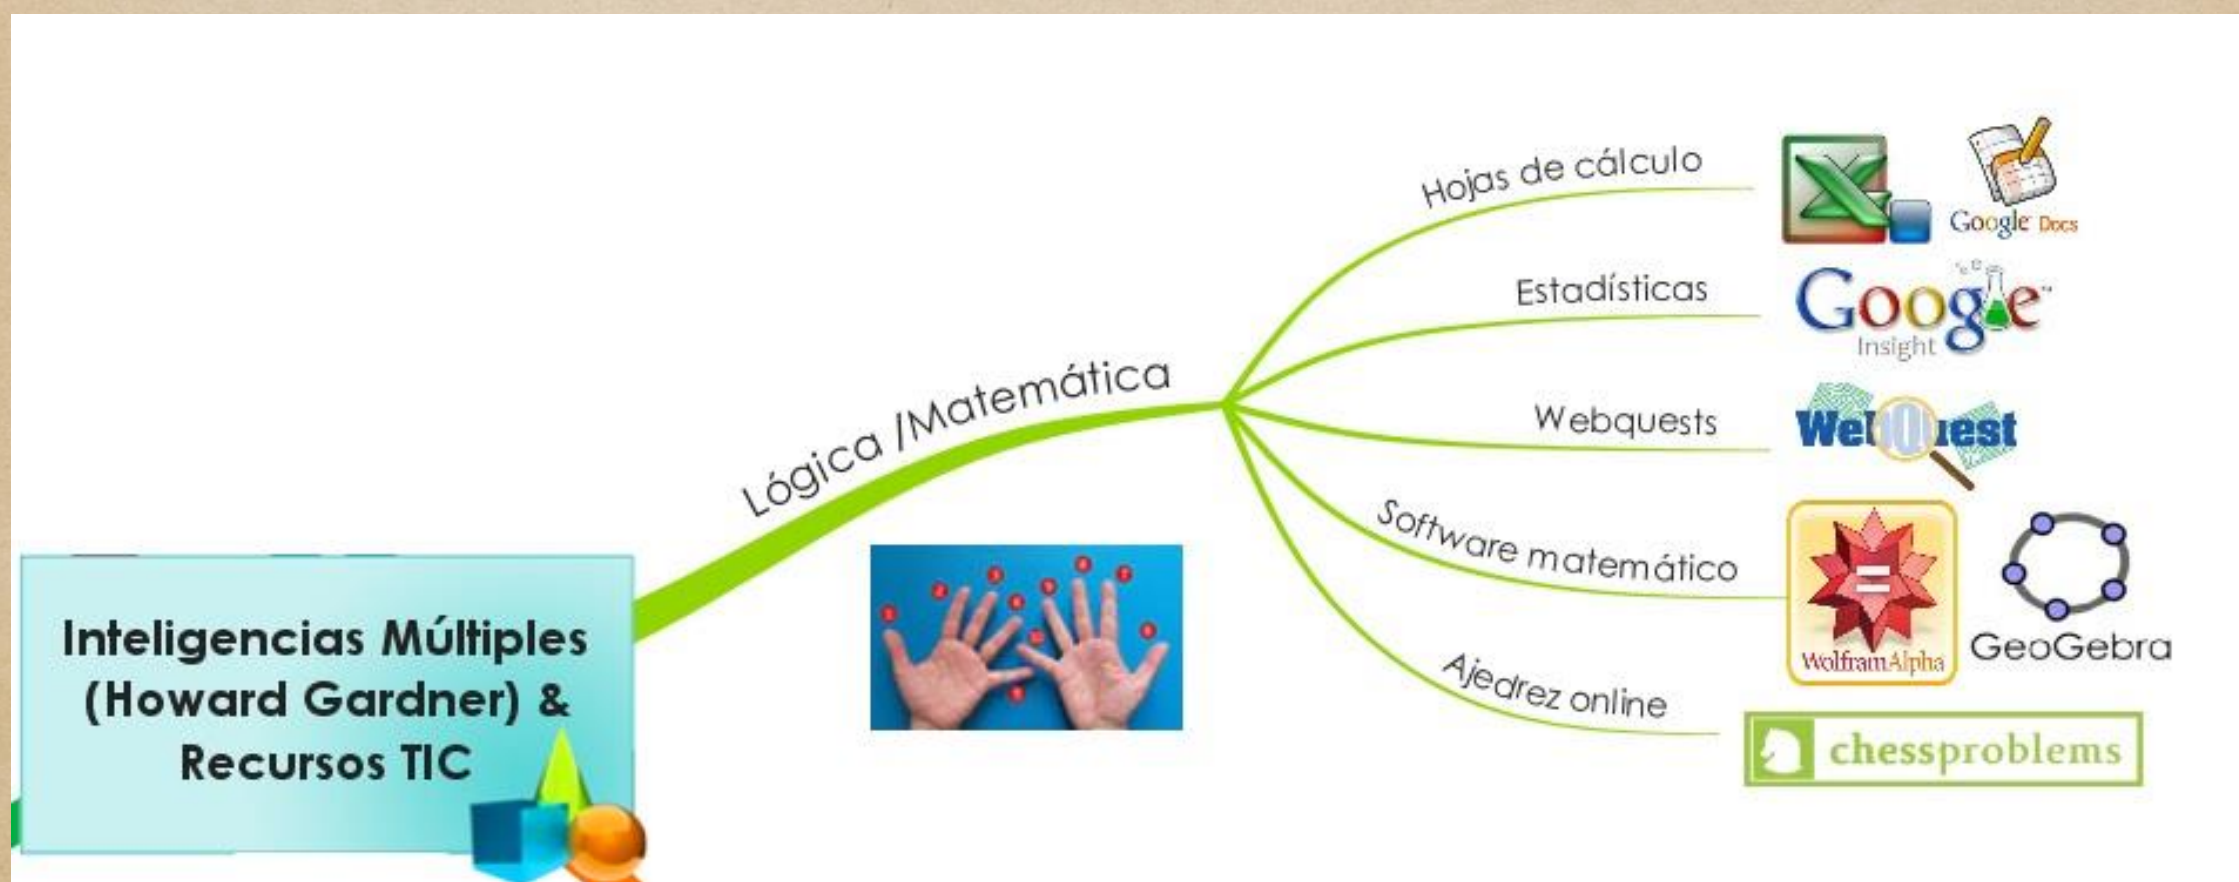 Inteligencias Múltiples
(Howard Gardner) &
Recursos TIC
Lógica /Matemática
Hojas de cálculo
Google Docs
Estadísticas
Google
Insight
Webquests
WebQuest
Software matemático
WolframAlpha
GeoGebra
Ajedrez online
chessproblems